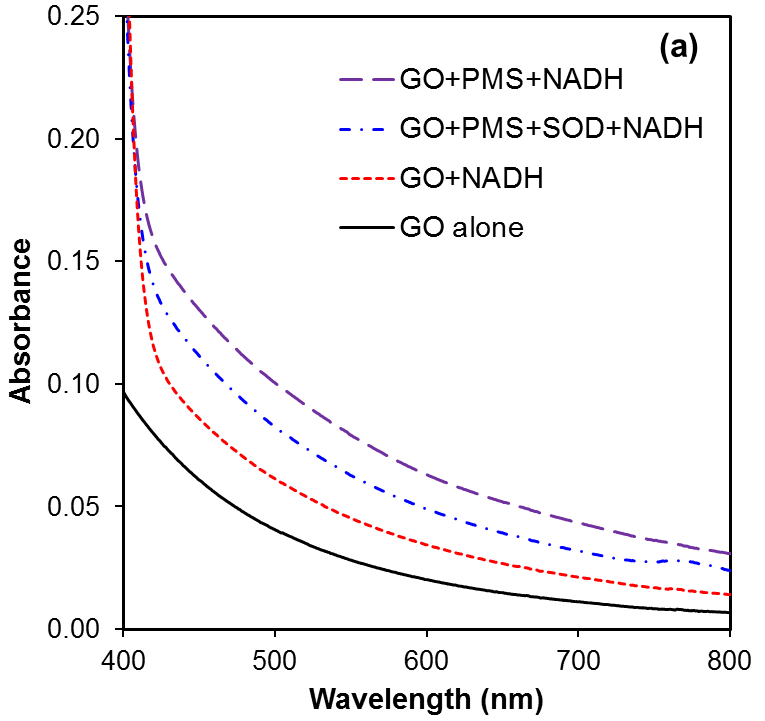 (a)
GO+PMS+NADH
GO+PMS+SOD+NADH
GO+NADH
GO alone
Absorbance
0.25
0.20
0.15
0.10
0.05
0.00
400 500 600 700 800
Wavelength (nm)